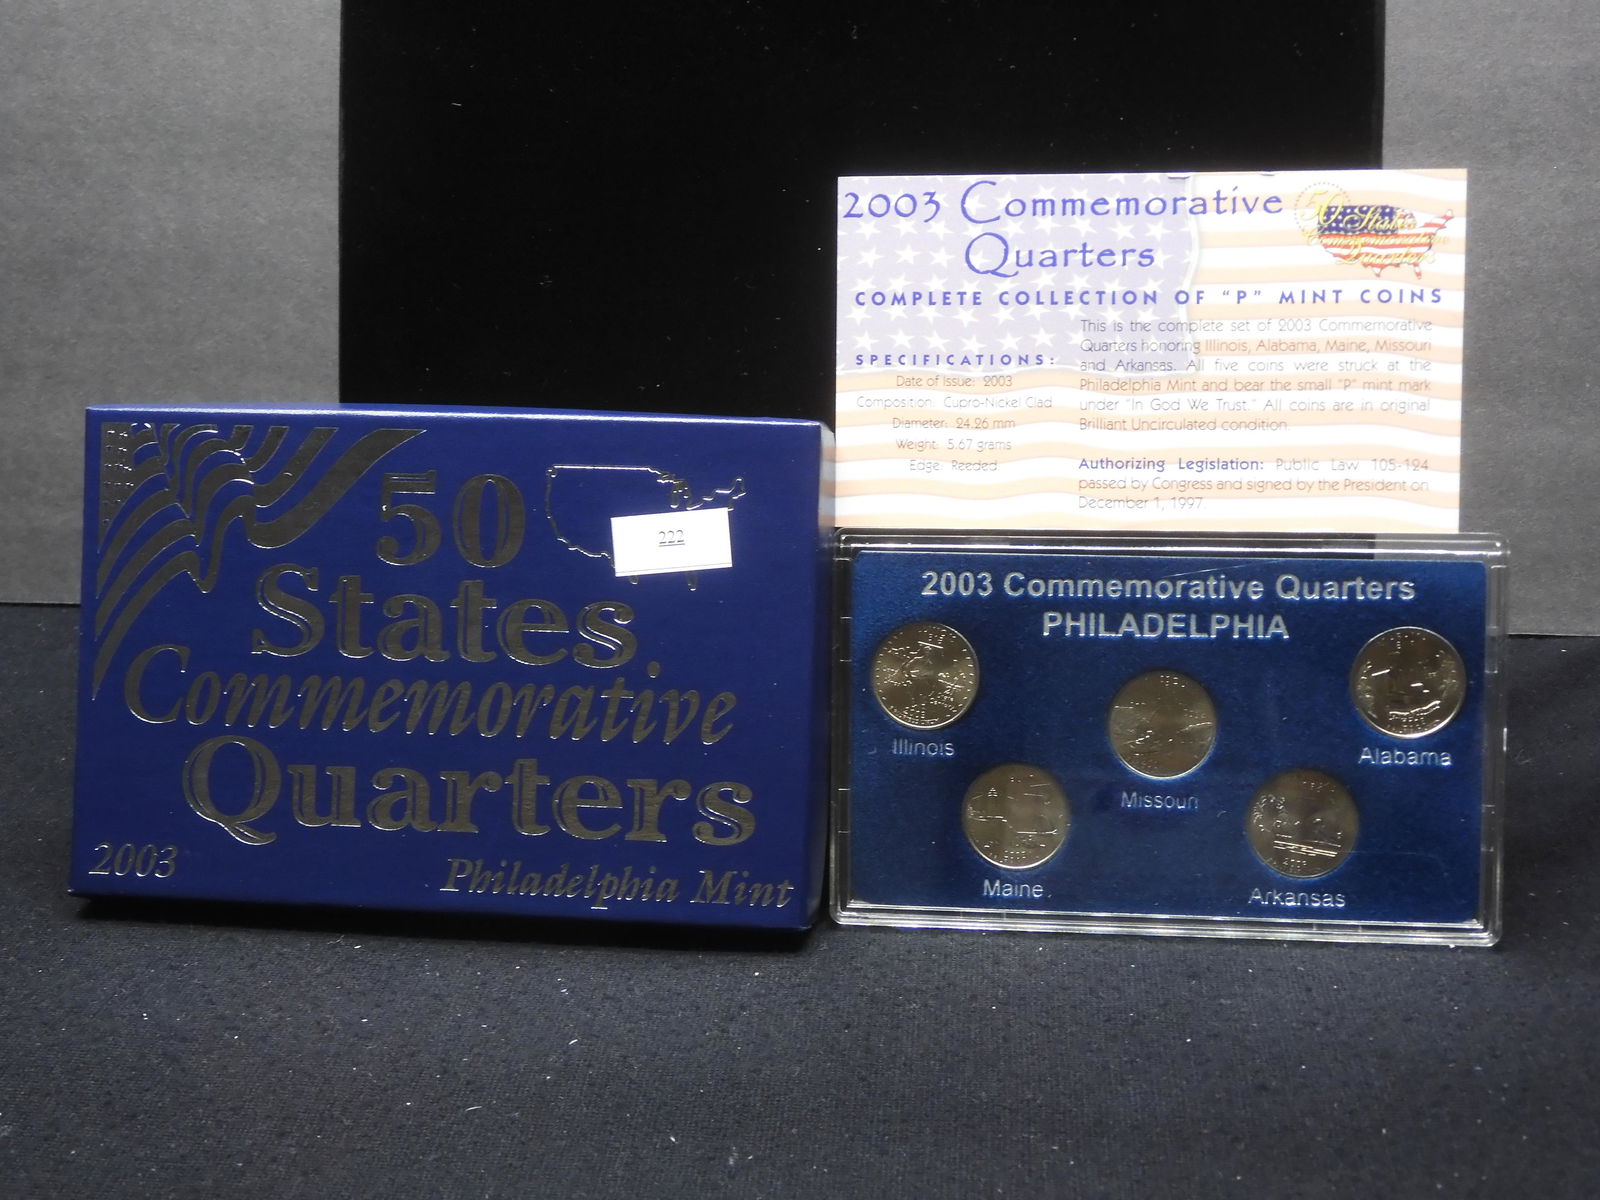 50
States
Commemorative
Quarters
2003
Philadelphia Mint
222
2003 Commemorative
Quarters
50 States
Commemorative
Quarters
COMPLETE COLLECTION OF "P" MINT COINS
SPECIFICATIONS:
Date of Issue: 2003
Composition: Cupro-Nickel Clad
Diameter: 24.26 mm
Weight: 5.67 grams
Edge: Reeded
This is the complete set of 2003 Commemorative
Quarters honoring Illinois, Alabama, Maine, Missouri
and Arkansas. All five coins were struck at the
Philadelphia Mint and bear the small "P" mint mark
under "In God We Trust." All coins are in original
Brilliant Uncirculated condition.
Authorizing Legislation: Public Law 105-124
passed by Congress and signed by the President on
December 1, 1997.
2003 Commemorative Quarters
PHILADELPHIA
Illinois
Missouri
Alabama
Maine
Arkansas